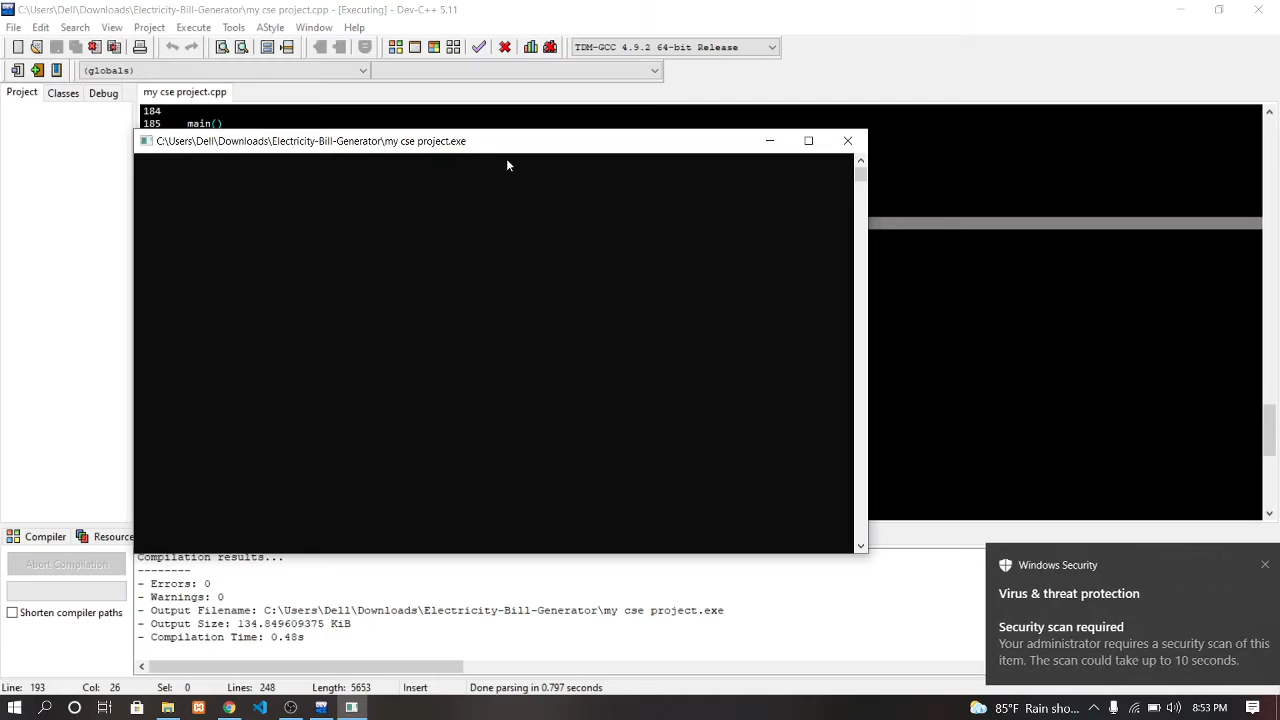 C:\Users\Dell\Downloads\Electricity-Bill-Generator\my cse project.cpp - [Executing] - Dev-C++ 5.11
File Edit Search View Project Execute Tools AStyle Window Help
TDM-GCC 4.9.2 64-bit Release
(globals)
Project Classes Debug my cse project.cpp
184
185 main()
C:\Users\Dell\Downloads\Electricity-Bill-Generator\my cse project.exe
Compiler Resource
Compilation results...
Abort Compilation
--------
- Errors: 0
- Warnings: 0
- Output Filename: C:\Users\Dell\Downloads\Electricity-Bill-Generator\my cse project.exe
Shorten compiler paths
- Output Size: 134.849609375 KiB
- Compilation Time: 0.48s
Windows Security
Virus & threat protection
Security scan required
Your administrator requires a security scan of this
item. The scan could take up to 10 seconds.
Line: 193 Col: 26 Sel: 0 Lines: 248 Length: 5653 Insert Done parsing in 0.797 seconds
85°F Rain sho... 8:53 PM